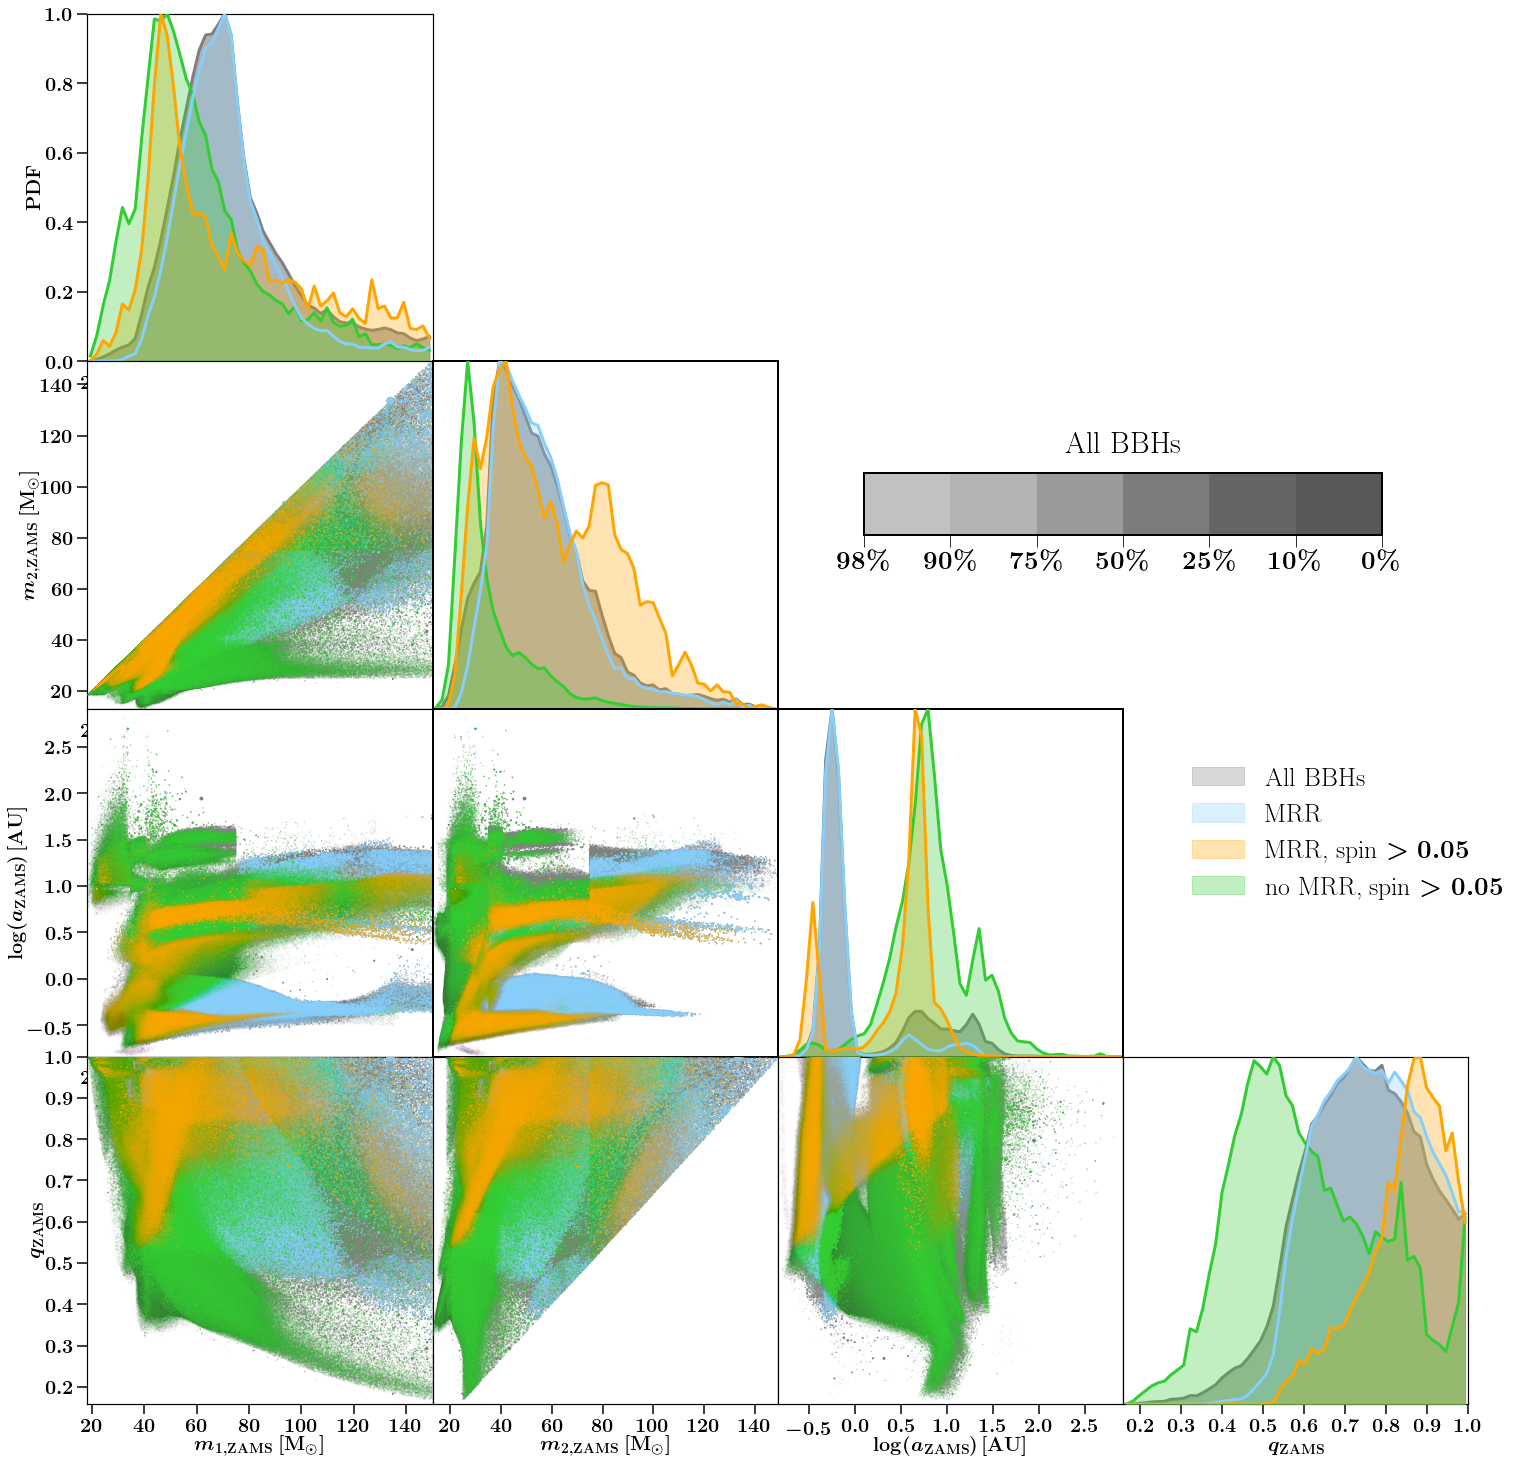 1.0
0.8
0.6
0.4
0.2
0.0
PDF
140
120
100
80
60
40
20
m2,ZAMS [M⊙]
All BBHs
98% 90% 75% 50% 25% 10% 0%
2.5
2.0
1.5
1.0
0.5
0.0
−0.5
log(aZAMS) [AU]
All BBHs
MRR
MRR, spin > 0.05
no MRR, spin > 0.05
1.0
0.9
0.8
0.7
0.6
0.5
0.4
0.3
0.2
qZAMS
20 40 60 80 100 120 140
m1,ZAMS [M⊙]
20 40 60 80 100 120 140
m2,ZAMS [M⊙]
−0.5 0.0 0.5 1.0 1.5 2.0 2.5
log(aZAMS) [AU]
0.2 0.3 0.4 0.5 0.6 0.7 0.8 0.9 1.0
qZAMS